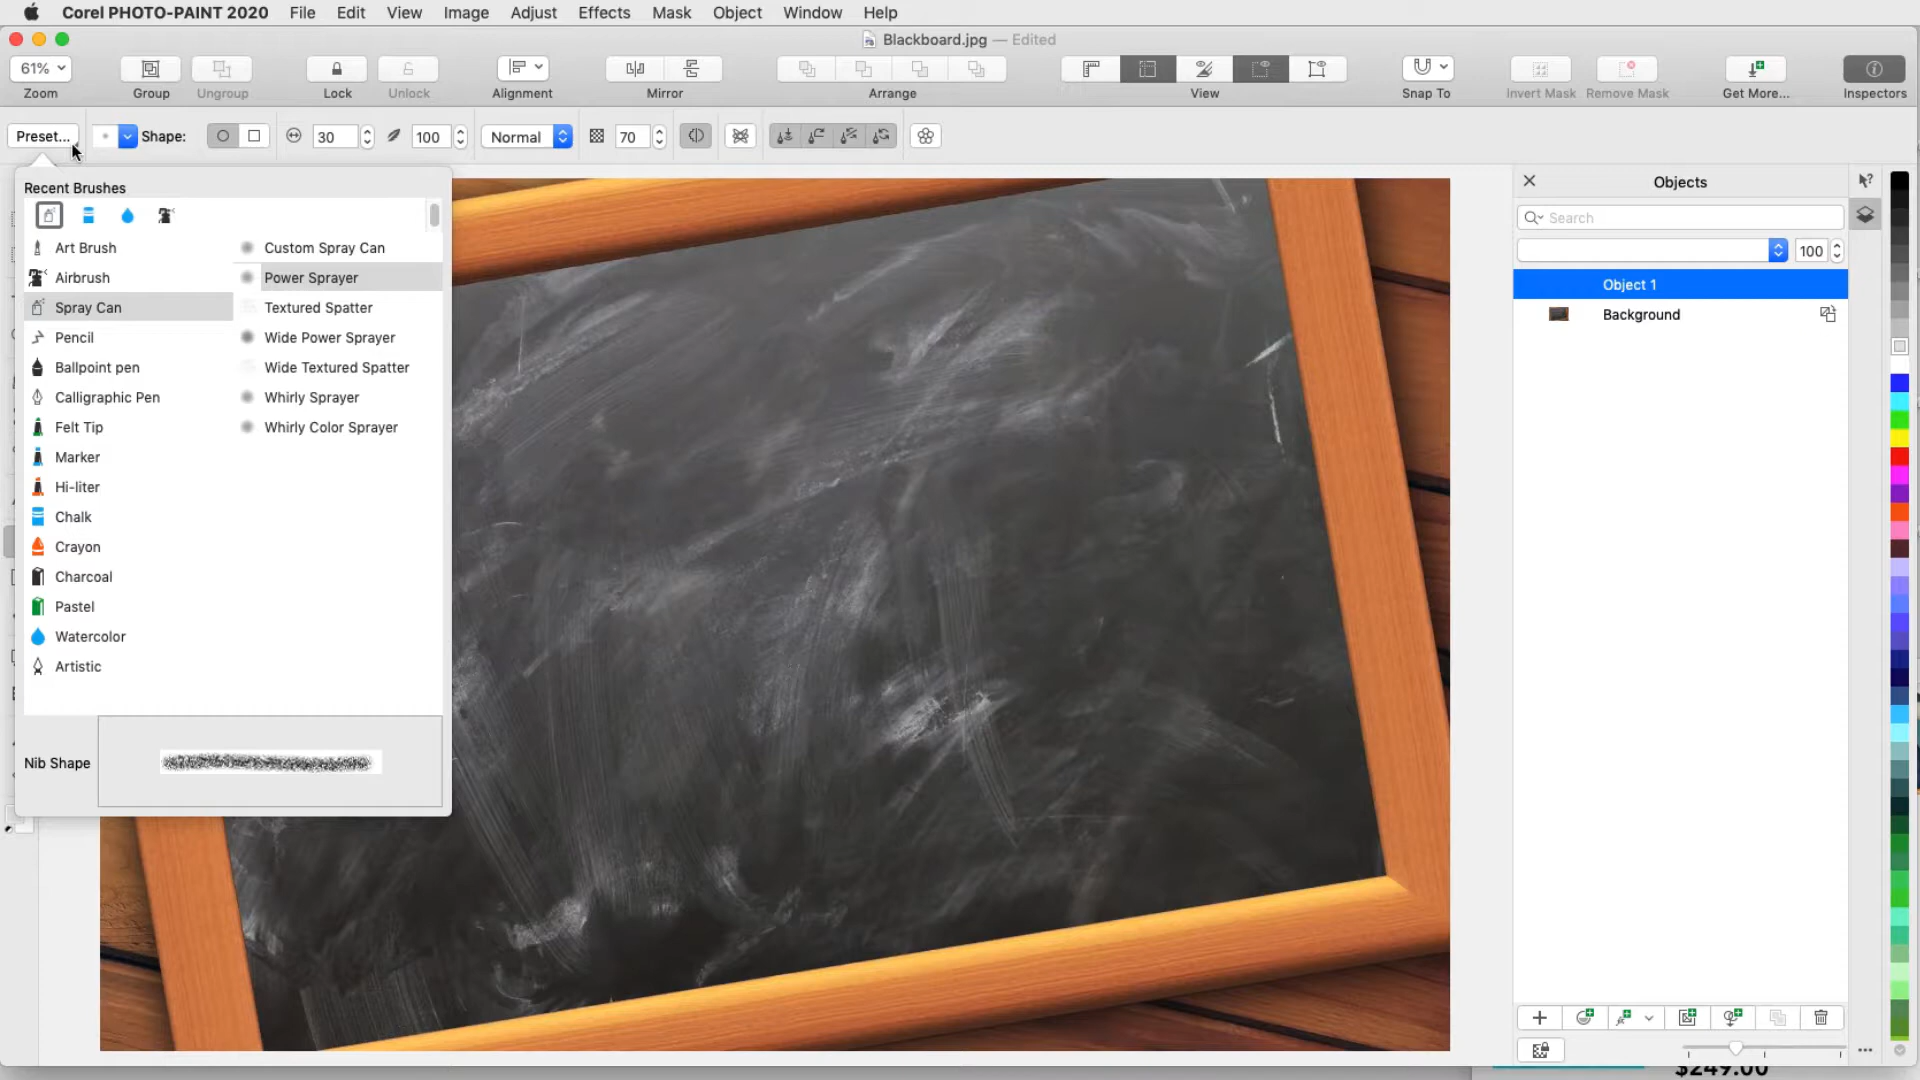 Corel PHOTO-PAINT 2020 File Edit View Image Adjust Effects Mask Object Window Help
Blackboard.jpg — Edited
61%
Zoom Group Ungroup Lock Unlock Alignment Mirror Arrange View Snap To Invert Mask Remove Mask Get More... Inspectors
Preset... Shape: 30 100 Normal 70
Recent Brushes
Art Brush
Airbrush
Spray Can
Pencil
Ballpoint pen
Calligraphic Pen
Felt Tip
Marker
Hi-liter
Chalk
Crayon
Charcoal
Pastel
Watercolor
Artistic
Custom Spray Can
Power Sprayer
Textured Spatter
Wide Power Sprayer
Wide Textured Spatter
Whirly Sprayer
Whirly Color Sprayer
Nib Shape
Objects
Search
100
Object 1
Background
$249.00